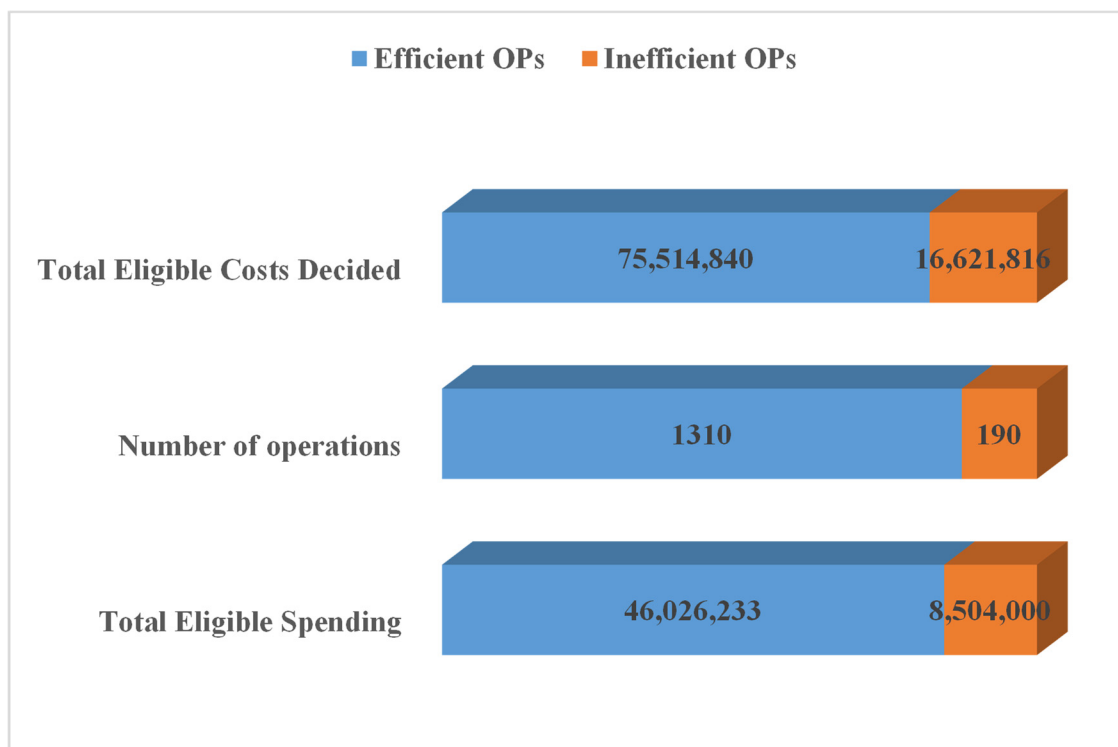 Efficient OPs Inefficient OPs
Total Eligible Costs Decided 75,514,840 16,621,816
Number of operations 1310 190
Total Eligible Spending 46,026,233 8,504,000